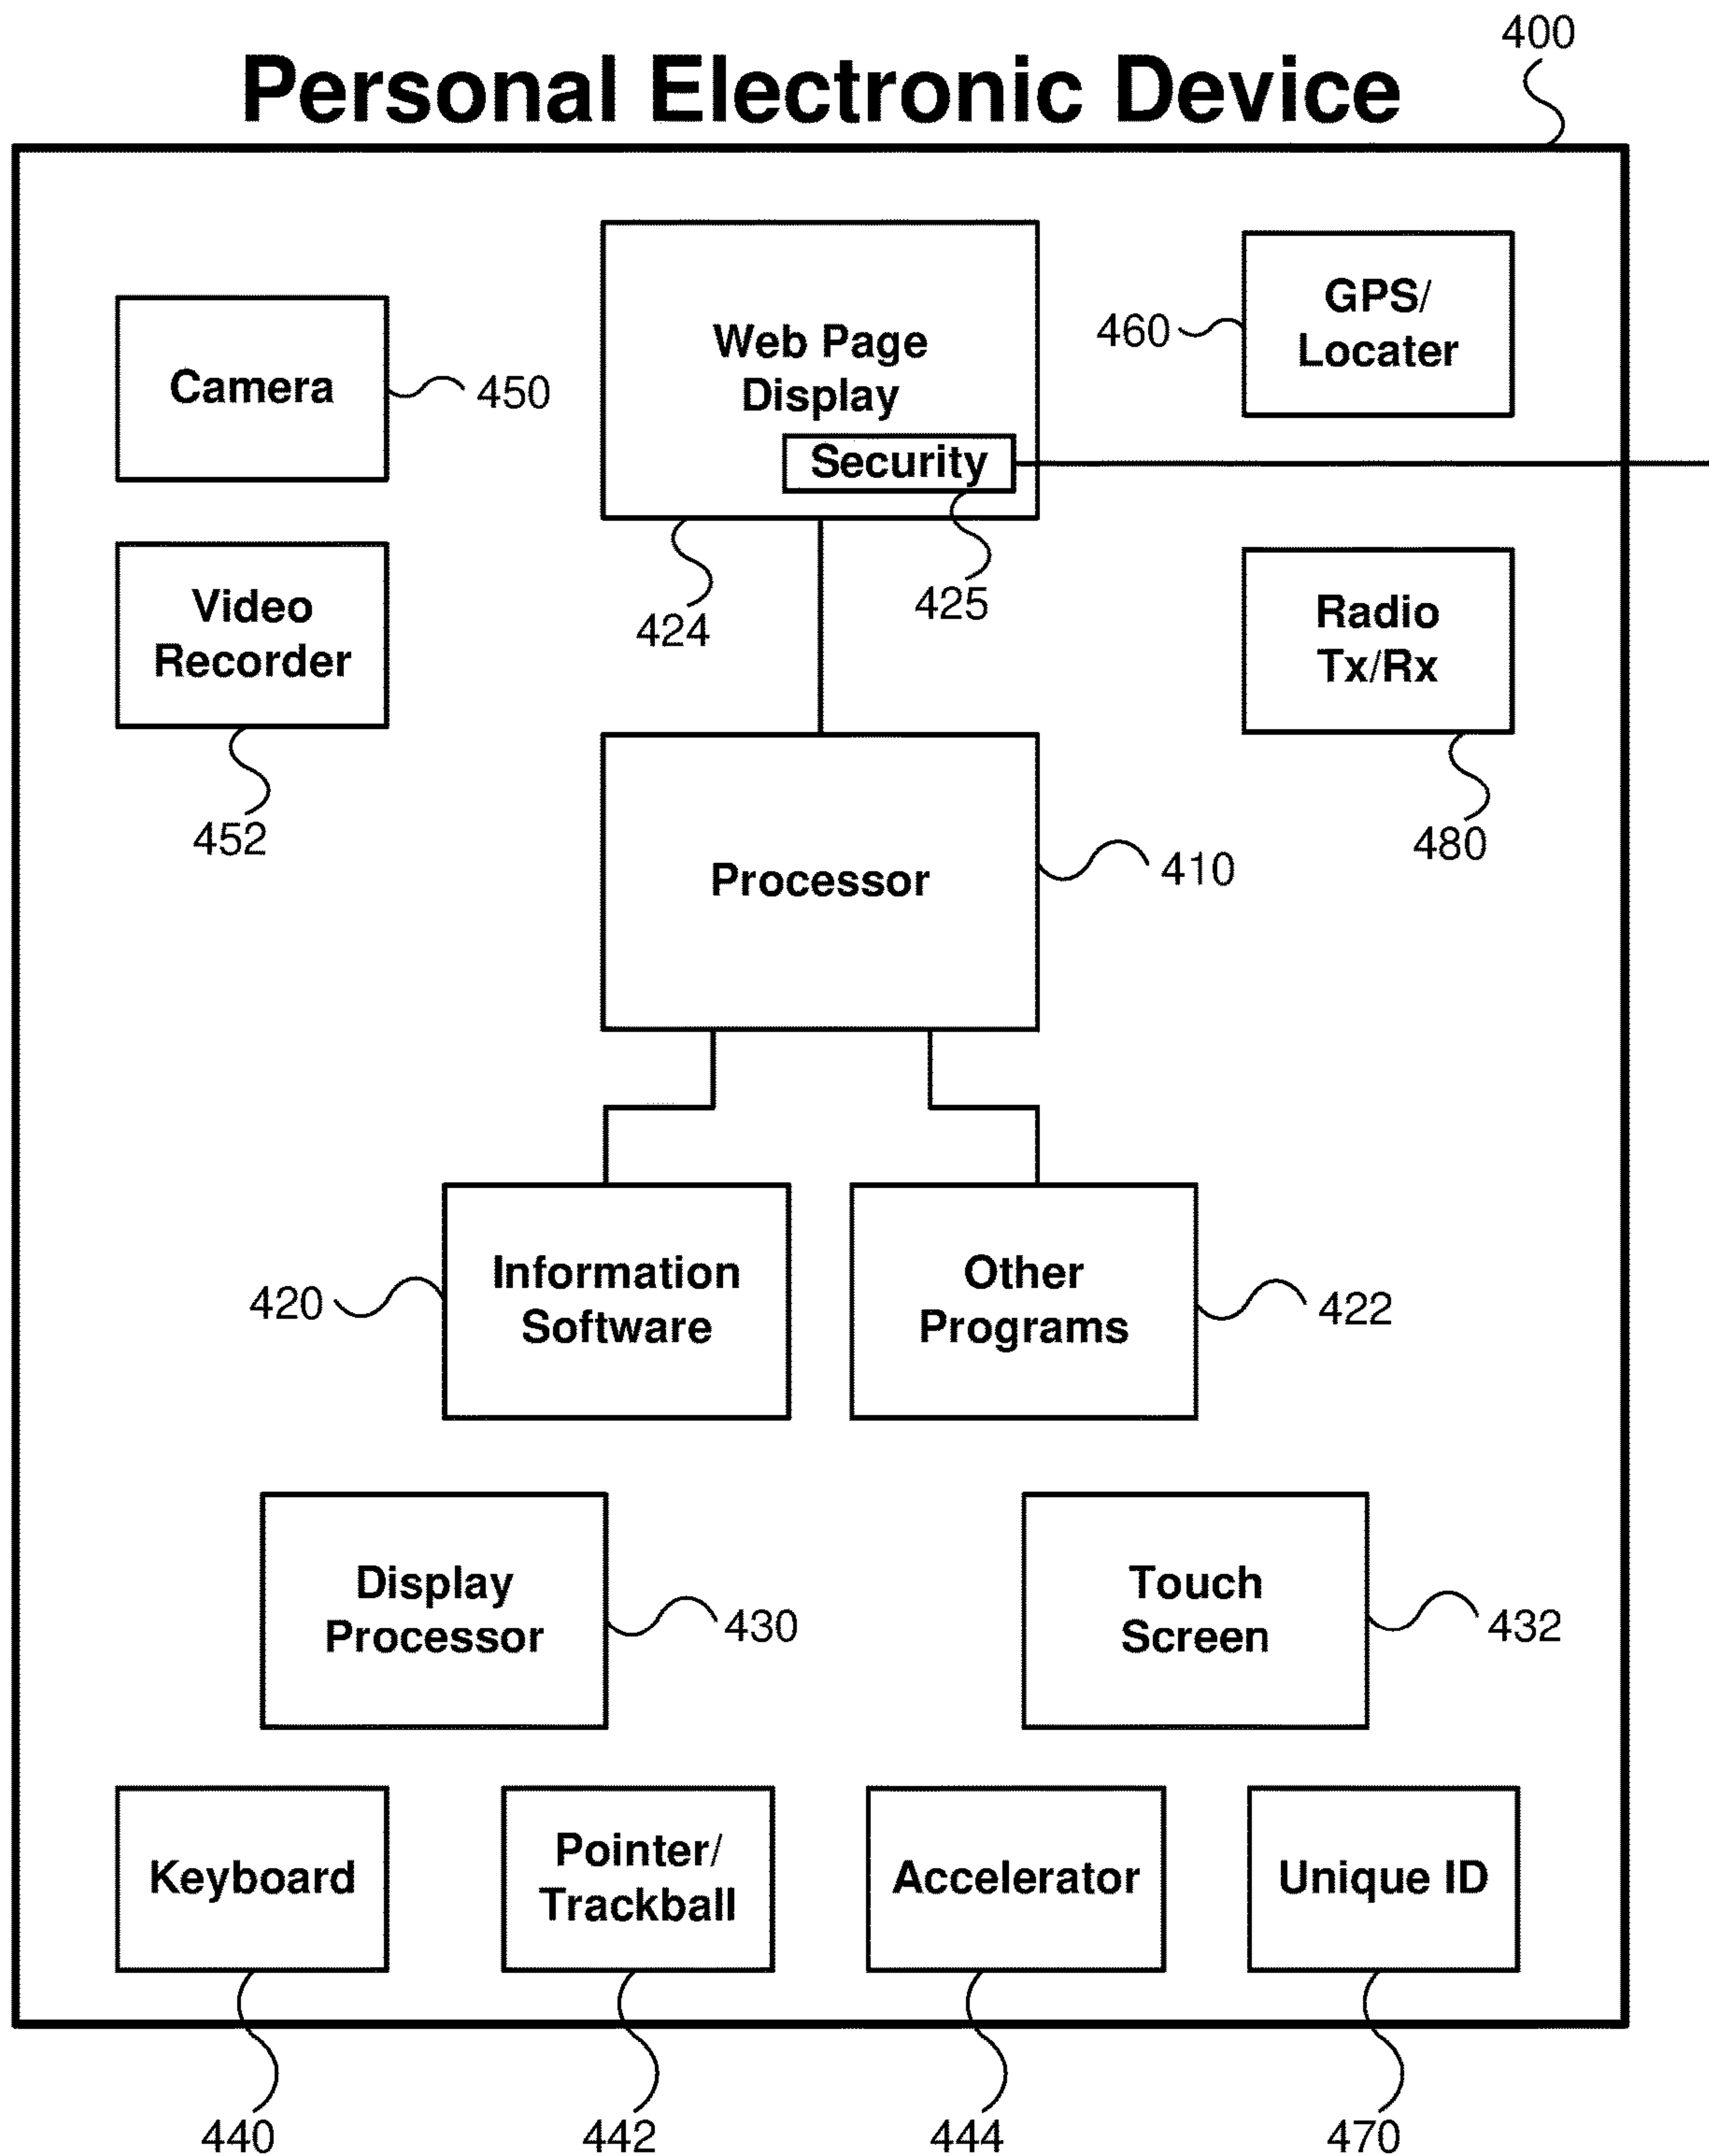 400
Personal Electronic Device
Camera
450
Web Page
Display
Security
424
425
460
GPS/
Locater
Video
Recorder
452
Radio
Tx/Rx
480
Processor
410
420
Information
Software
Other
Programs
422
Display
Processor
430
Touch
Screen
432
Keyboard
Pointer/
Trackball
Accelerator
Unique ID
440
442
444
470